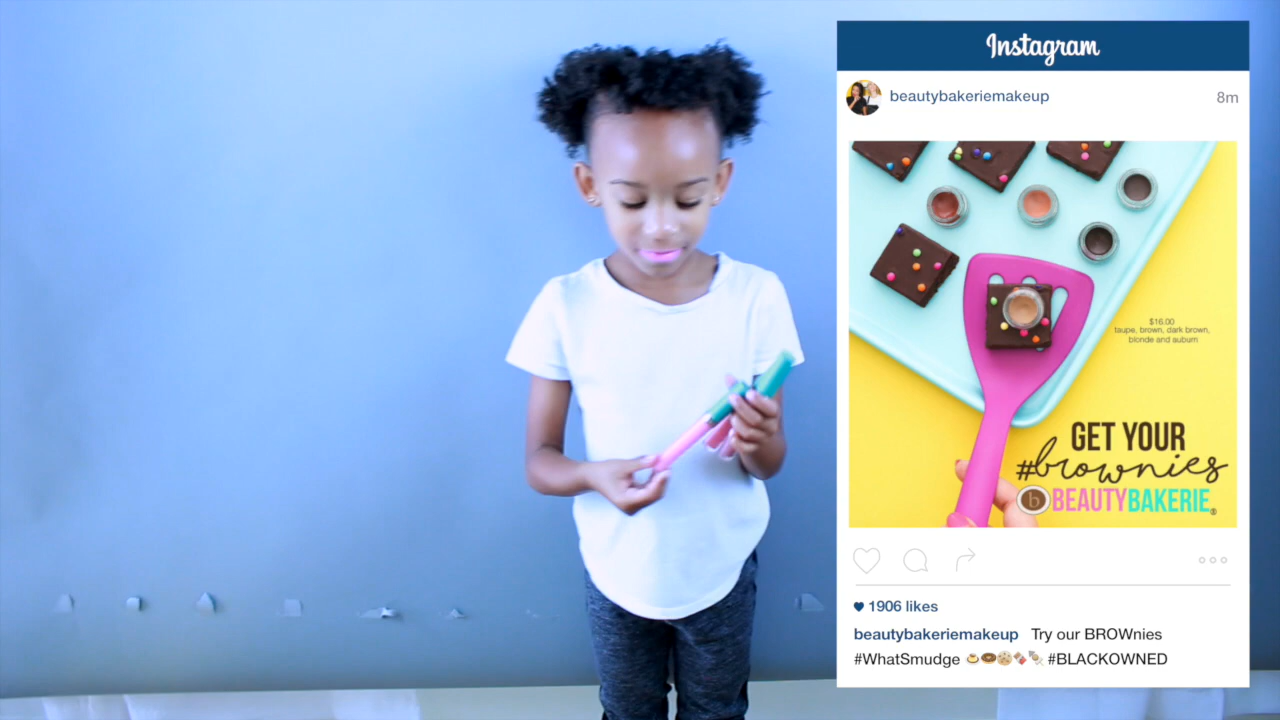 Instagram
beautybakeriemakeup 8m
$16.00
taupe, brown, dark brown,
blonde and auburn
GET YOUR
#brownies
b BEAUTYBAKERIE
1906 likes
beautybakeriemakeup Try our BROWnies
#WhatSmudge 🍮🍩🍪🍫🍡 #BLACKOWNED